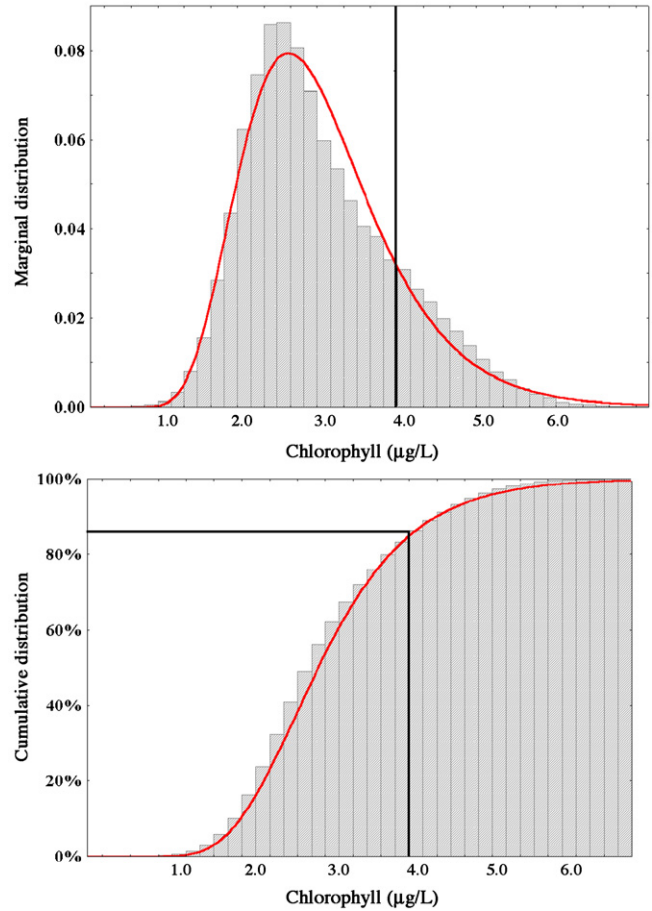 0.08
0.06
0.04
0.02
0.00
Marginal distribution
1.0 2.0 3.0 4.0 5.0 6.0
Chlorophyll (μg/L)
100%
80%
60%
40%
20%
0%
Cumulative distribution
1.0 2.0 3.0 4.0 5.0 6.0
Chlorophyll (μg/L)